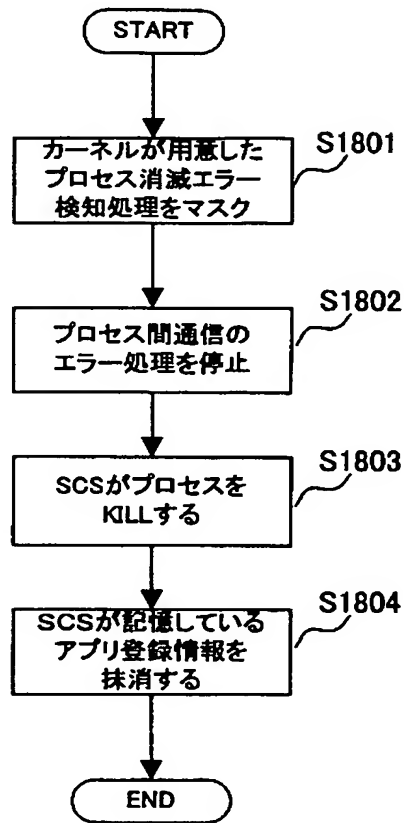 START
カーネルが用意した
プロセス消滅エラー
検知処理をマスク
S1801
プロセス間通信の
エラー処理を停止
S1802
SCSがプロセスを
KILLする
S1803
SCSが記憶している
アプリ登録情報を
抹消する
S1804
END